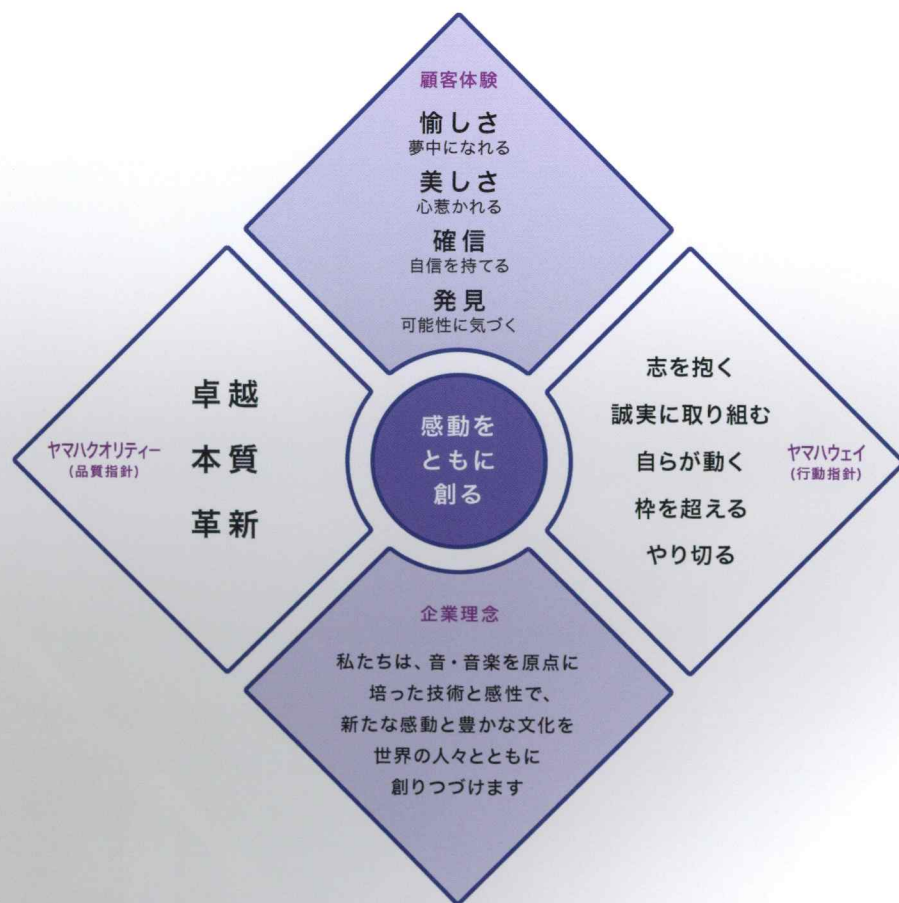 顧客体験
愉しさ
夢中になれる
美しさ
心惹かれる
確信
自信を持てる
発見
可能性に気づく
ヤマハクオリティー
(品質指針)
卓越
本質
革新
感動を
ともに
創る
志を抱く
誠実に取り組む
自らが動く
枠を超える
やり切る
ヤマハウェイ
(行動指針)
企業理念
私たちは、音・音楽を原点に
培った技術と感性で、
新たな感動と豊かな文化を
世界の人々とともに
創りつづけます